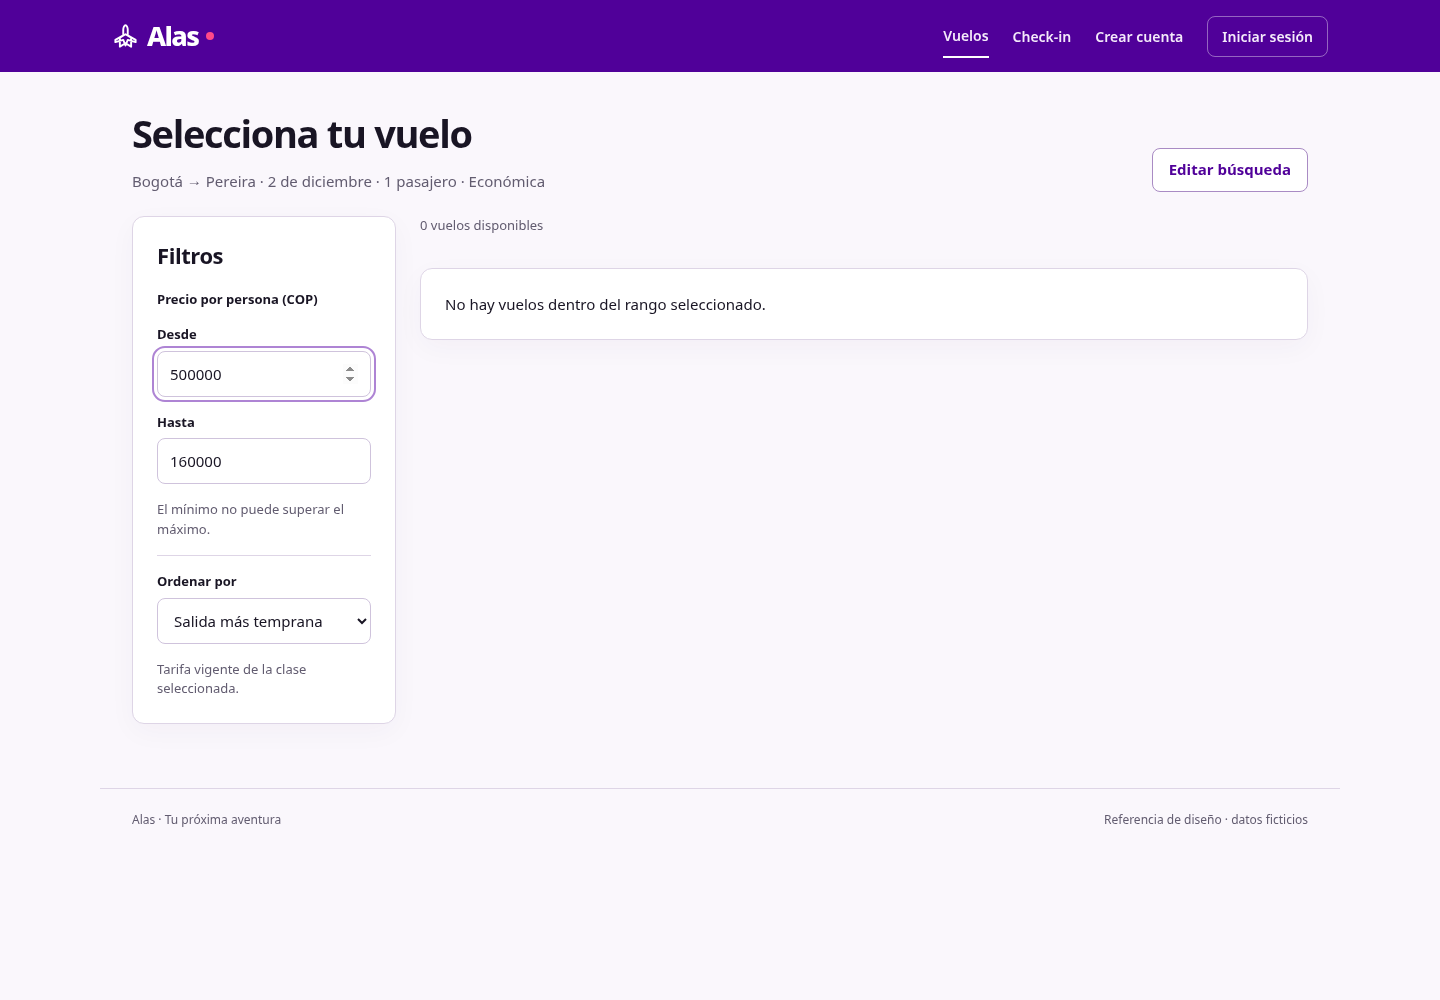 Alas
Vuelos
Check-in
Crear cuenta
Iniciar sesión
Selecciona tu vuelo
Bogotá → Pereira · 2 de diciembre · 1 pasajero · Económica
Editar búsqueda
Filtros
Precio por persona (COP)
Desde
500000
Hasta
160000
El mínimo no puede superar el
máximo.
Ordenar por
Salida más temprana
Tarifa vigente de la clase
seleccionada.
0 vuelos disponibles
No hay vuelos dentro del rango seleccionado.
Alas · Tu próxima aventura
Referencia de diseño · datos ficticios